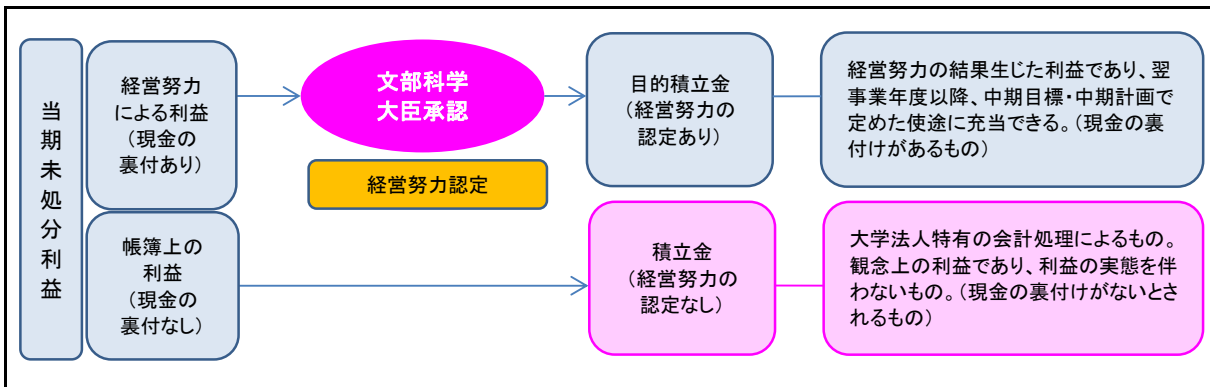 当期未処分利益
経営努力
による利益
（現金の
裏付あり）
文部科学
大臣承認
経営努力認定
目的積立金
（経営努力の
認定あり）
経営努力の結果生じた利益であり、翌
事業年度以降、中期目標・中期計画で
定めた使途に充当できる。（現金の裏
付けがあるもの）
帳簿上の
利益
（現金の
裏付なし）
積立金
（経営努力の
認定なし）
大学法人特有の会計処理によるもの。
観念上の利益であり、利益の実態を伴
わないもの。（現金の裏付けがないとさ
れるもの）